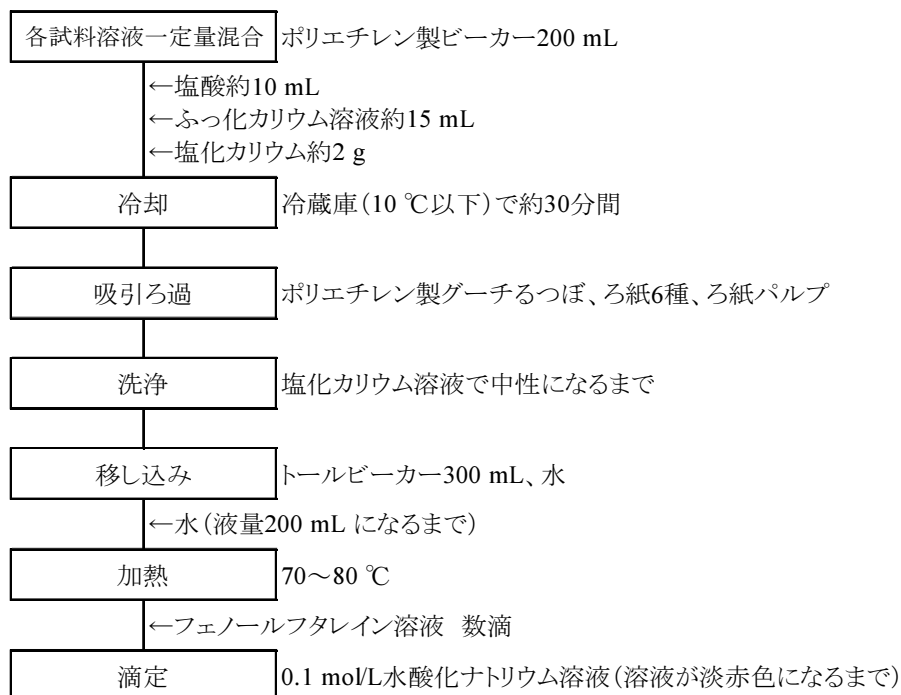 各試料溶液一定量混合 ポリエチレン製ビーカー200 mL
←塩酸約10 mL
←ふっ化カリウム溶液約15 mL
←塩化カリウム約2 g
冷却 冷蔵庫(10 ℃以下)で約30分間
吸引ろ過 ポリエチレン製グーチるつぼ、ろ紙6種、ろ紙パルプ
洗浄 塩化カリウム溶液で中性になるまで
移し込み トールビーカー300 mL、水
←水(液量200 mL になるまで)
加熱 70~80 ℃
←フェノールフタレイン溶液 数滴
滴定 0.1 mol/L水酸化ナトリウム溶液(溶液が淡赤色になるまで)